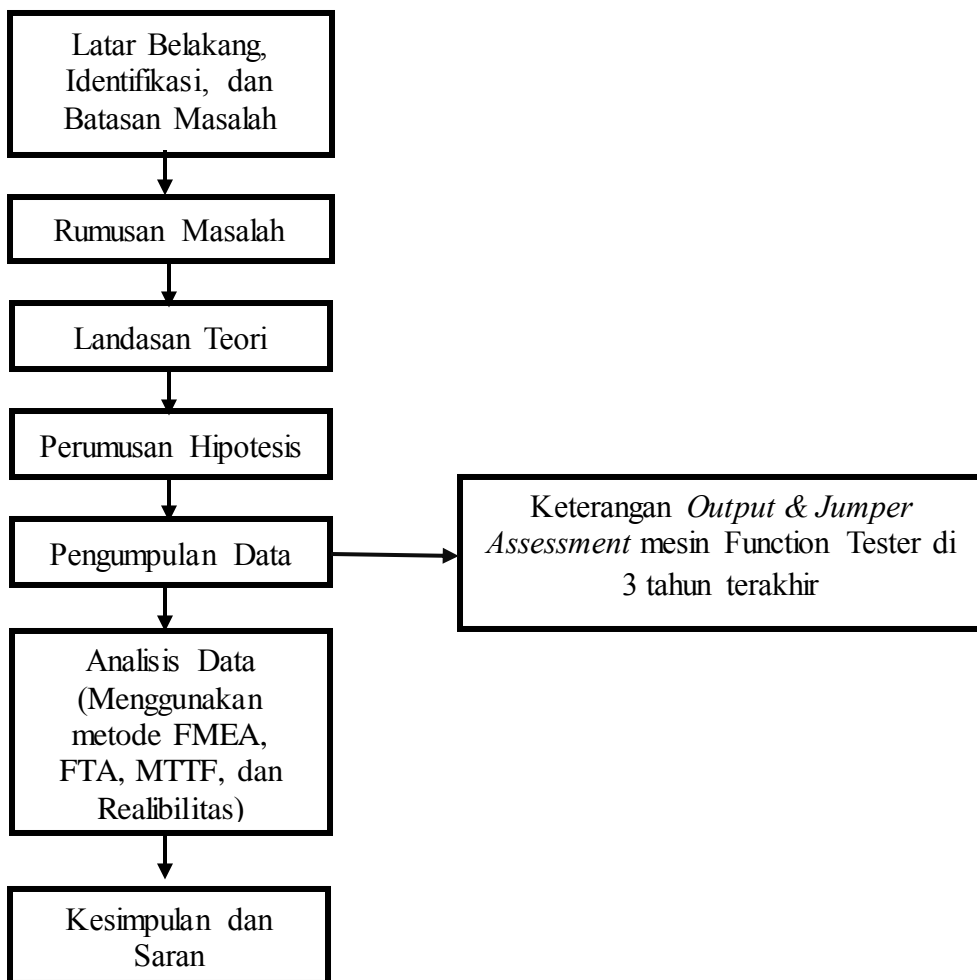 Latar Belakang,
Identifikasi, dan
Batasan Masalah
Rumusan Masalah
Landasan Teori
Perumusan Hipotesis
Pengumpulan Data
Keterangan Output & Jumper
Assessment mesin Function Tester di
3 tahun terakhir
Analisis Data
(Menggunakan
metode FMEA,
FTA, MTTF, dan
Realibilitas)
Kesimpulan dan
Saran